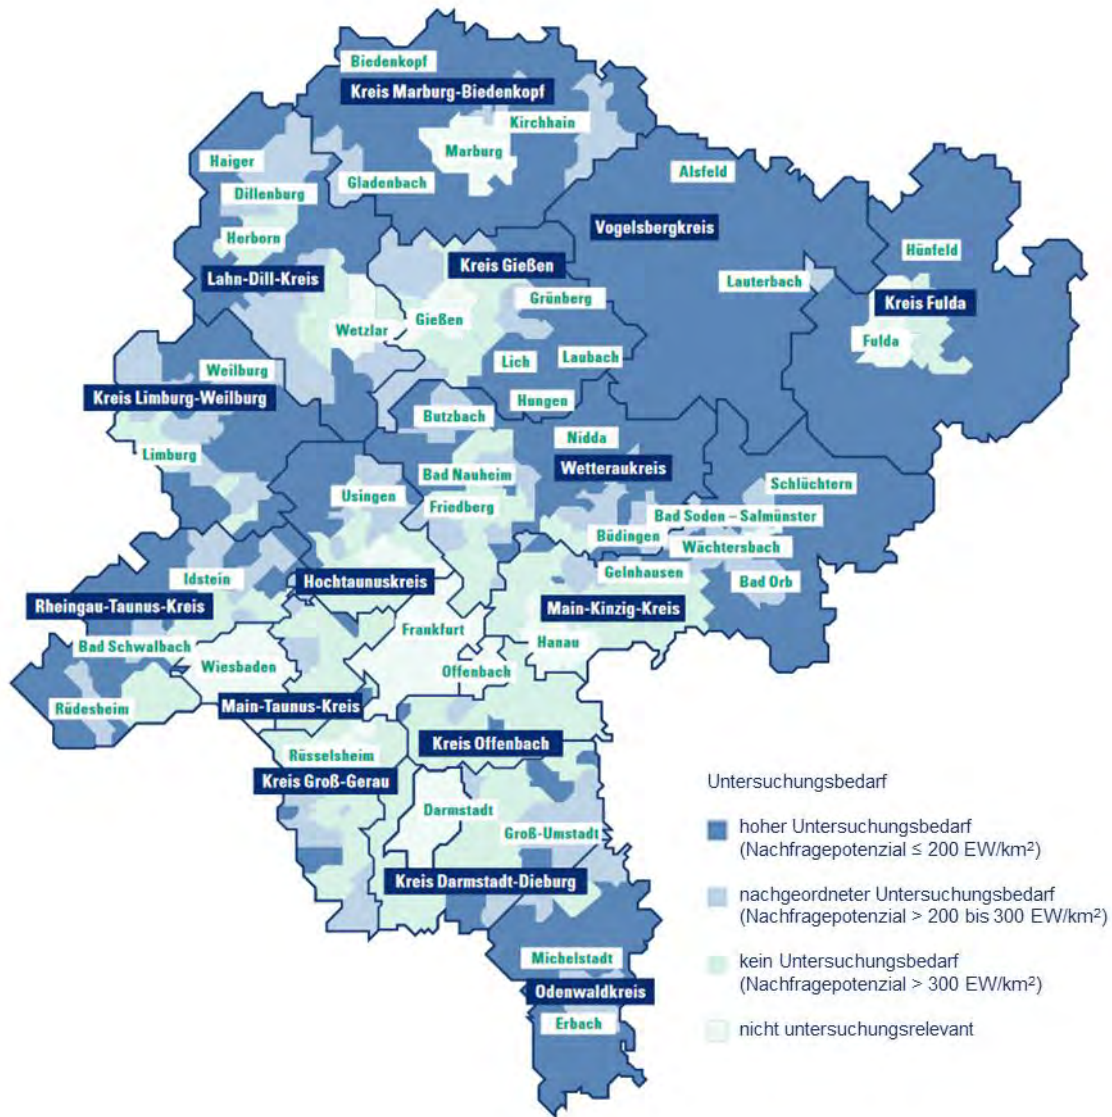 Biedenkopf
Kreis Marburg-Biedenkopf
Kirchhain
Marburg
Haiger
Alsfeld
Gladenbach
Dillenburg
Vogelsbergkreis
Herborn
Hünfeld
Kreis Gießen
Lahn-Dill-Kreis
Lauterbach
Grünberg
Kreis Fulda
Gießen
Wetzlar
Fulda
Laubach
Lich
Weilburg
Kreis Limburg-Weilburg
Hungen
Butzbach
Nidda
Limburg
Wetteraukreis
Bad Nauheim
Schlüchtern
Usingen
Friedberg
Bad Soden – Salmünster
Büdingen
Wächtersbach
Gelnhausen
Idstein
Hochtaunuskreis
Bad Orb
Rheingau-Taunus-Kreis
Main-Kinzig-Kreis
Frankfurt
Hanau
Bad Schwalbach
Wiesbaden
Offenbach
Rüdesheim
Main-Taunus-Kreis
Kreis Offenbach
Rüsselsheim
Kreis Groß-Gerau
Darmstadt
Groß-Umstadt
Kreis Darmstadt-Dieburg
Michelstadt
Odenwaldkreis
Erbach
Untersuchungsbedarf
hoher Untersuchungsbedarf
(Nachfragepotenzial ≤ 200 EW/km²)
nachgeordneter Untersuchungsbedarf
(Nachfragepotenzial > 200 bis 300 EW/km²)
kein Untersuchungsbedarf
(Nachfragepotenzial > 300 EW/km²)
nicht untersuchungsrelevant